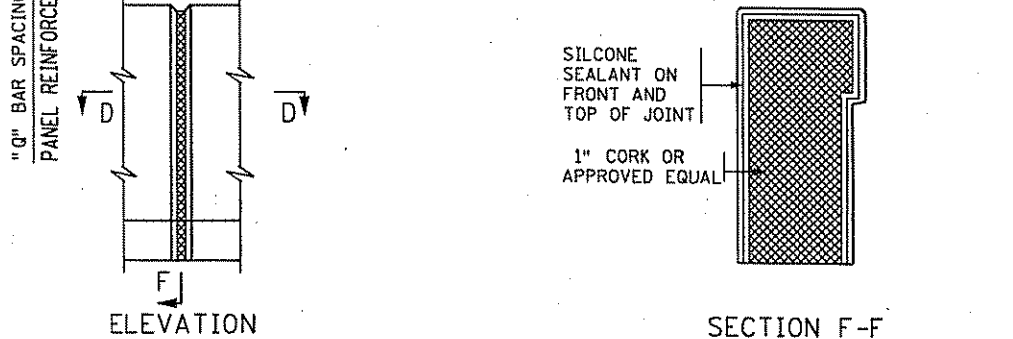 "Q" BAR SPACING
PANEL REINFORCE
D
D
F
ELEVATION
SILCONE
SEALANT ON
FRONT AND
TOP OF JOINT
1" CORK OR
APPROVED EQUAL
SECTION F-F